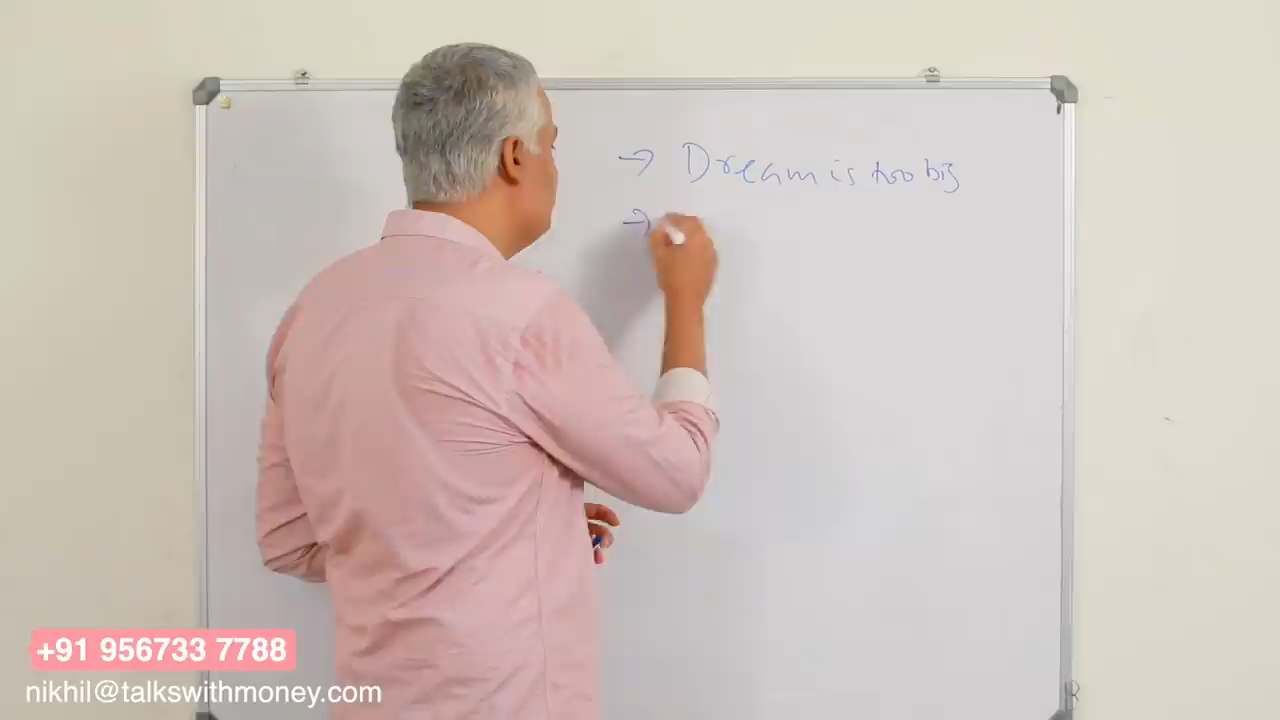 → Dream is too big
→
+91 956733 7788
nikhil@talkswithmoney.com